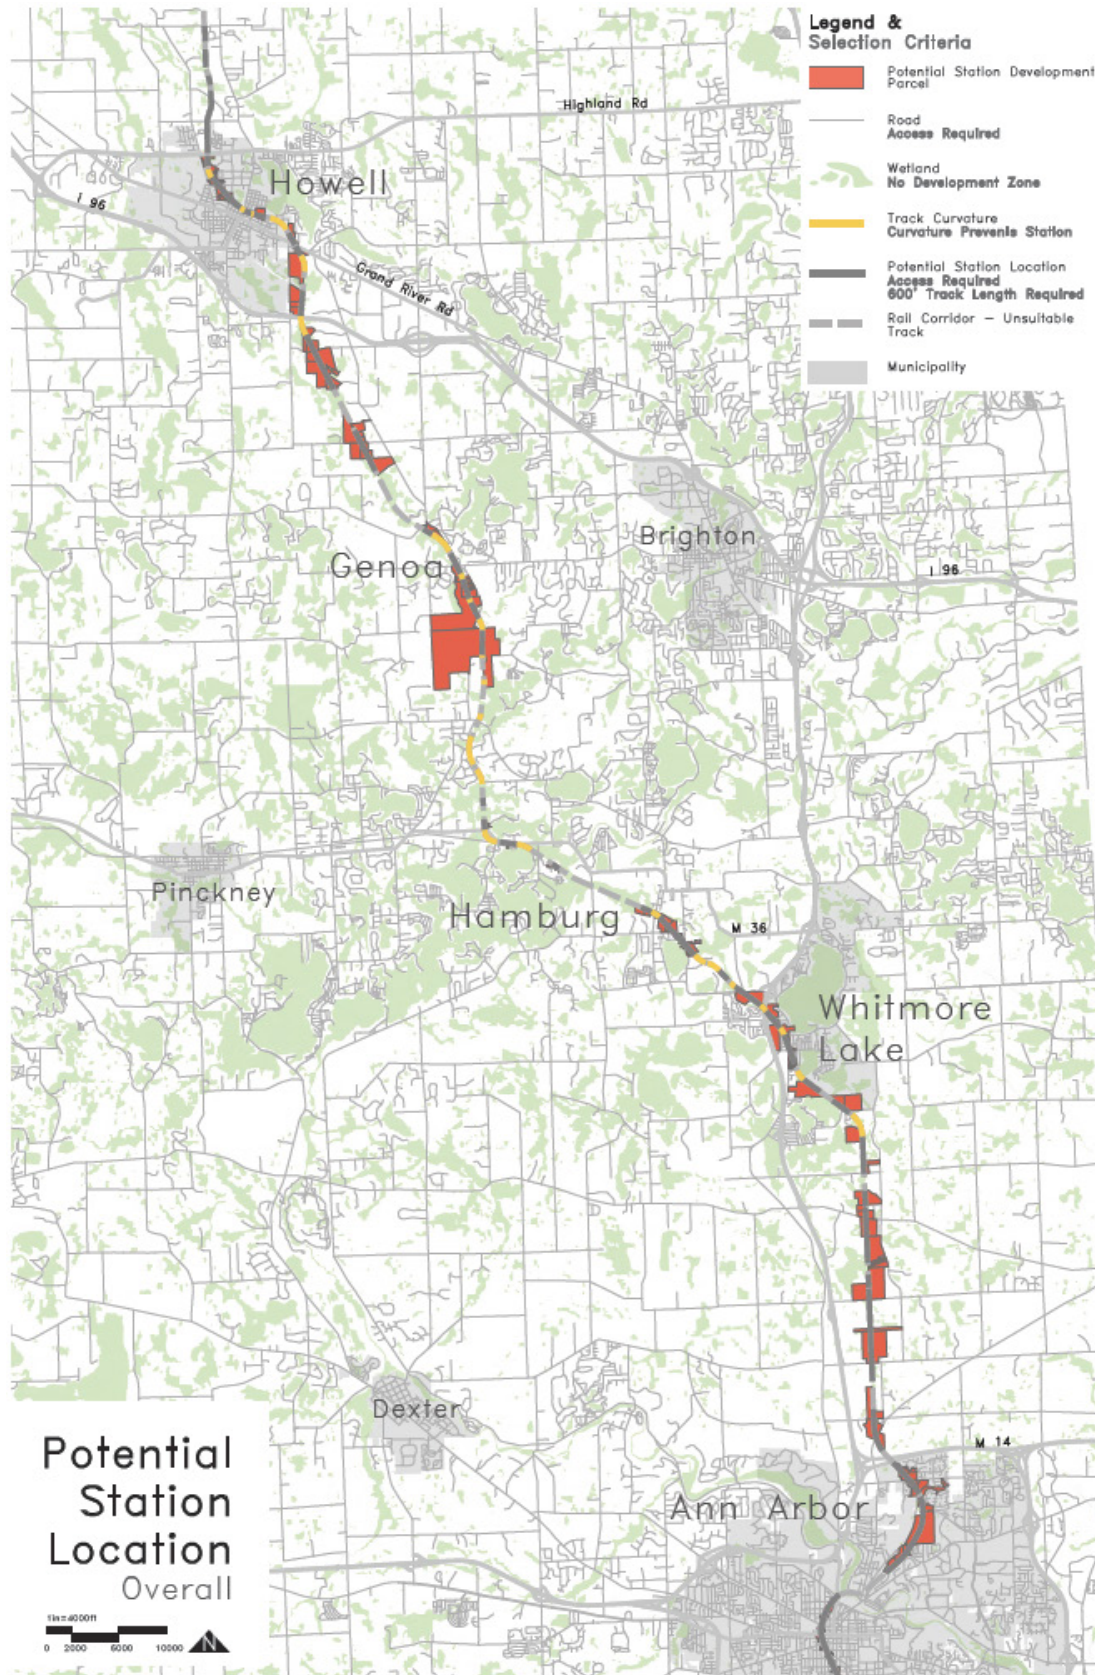 Legend &
Selection Criteria
Potential Station Development
Parcel
Road
Access Required
Wetland
No Development Zone
Track Curvature
Curvature Prevents Station
Potential Station Location
Access Required
600' Track Length Required
Rail Corridor – Unsuitable
Track
Municipality
Highland Rd
Howell
I 96
Grand River Rd
Brighton
Genoa
I 96
Pinckney
Hamburg
M 36
Whitmore
Lake
Dexter
M 14
Ann Arbor
Potential
Station
Location
Overall
1in=4000ft
0 2000 6000 10000
N